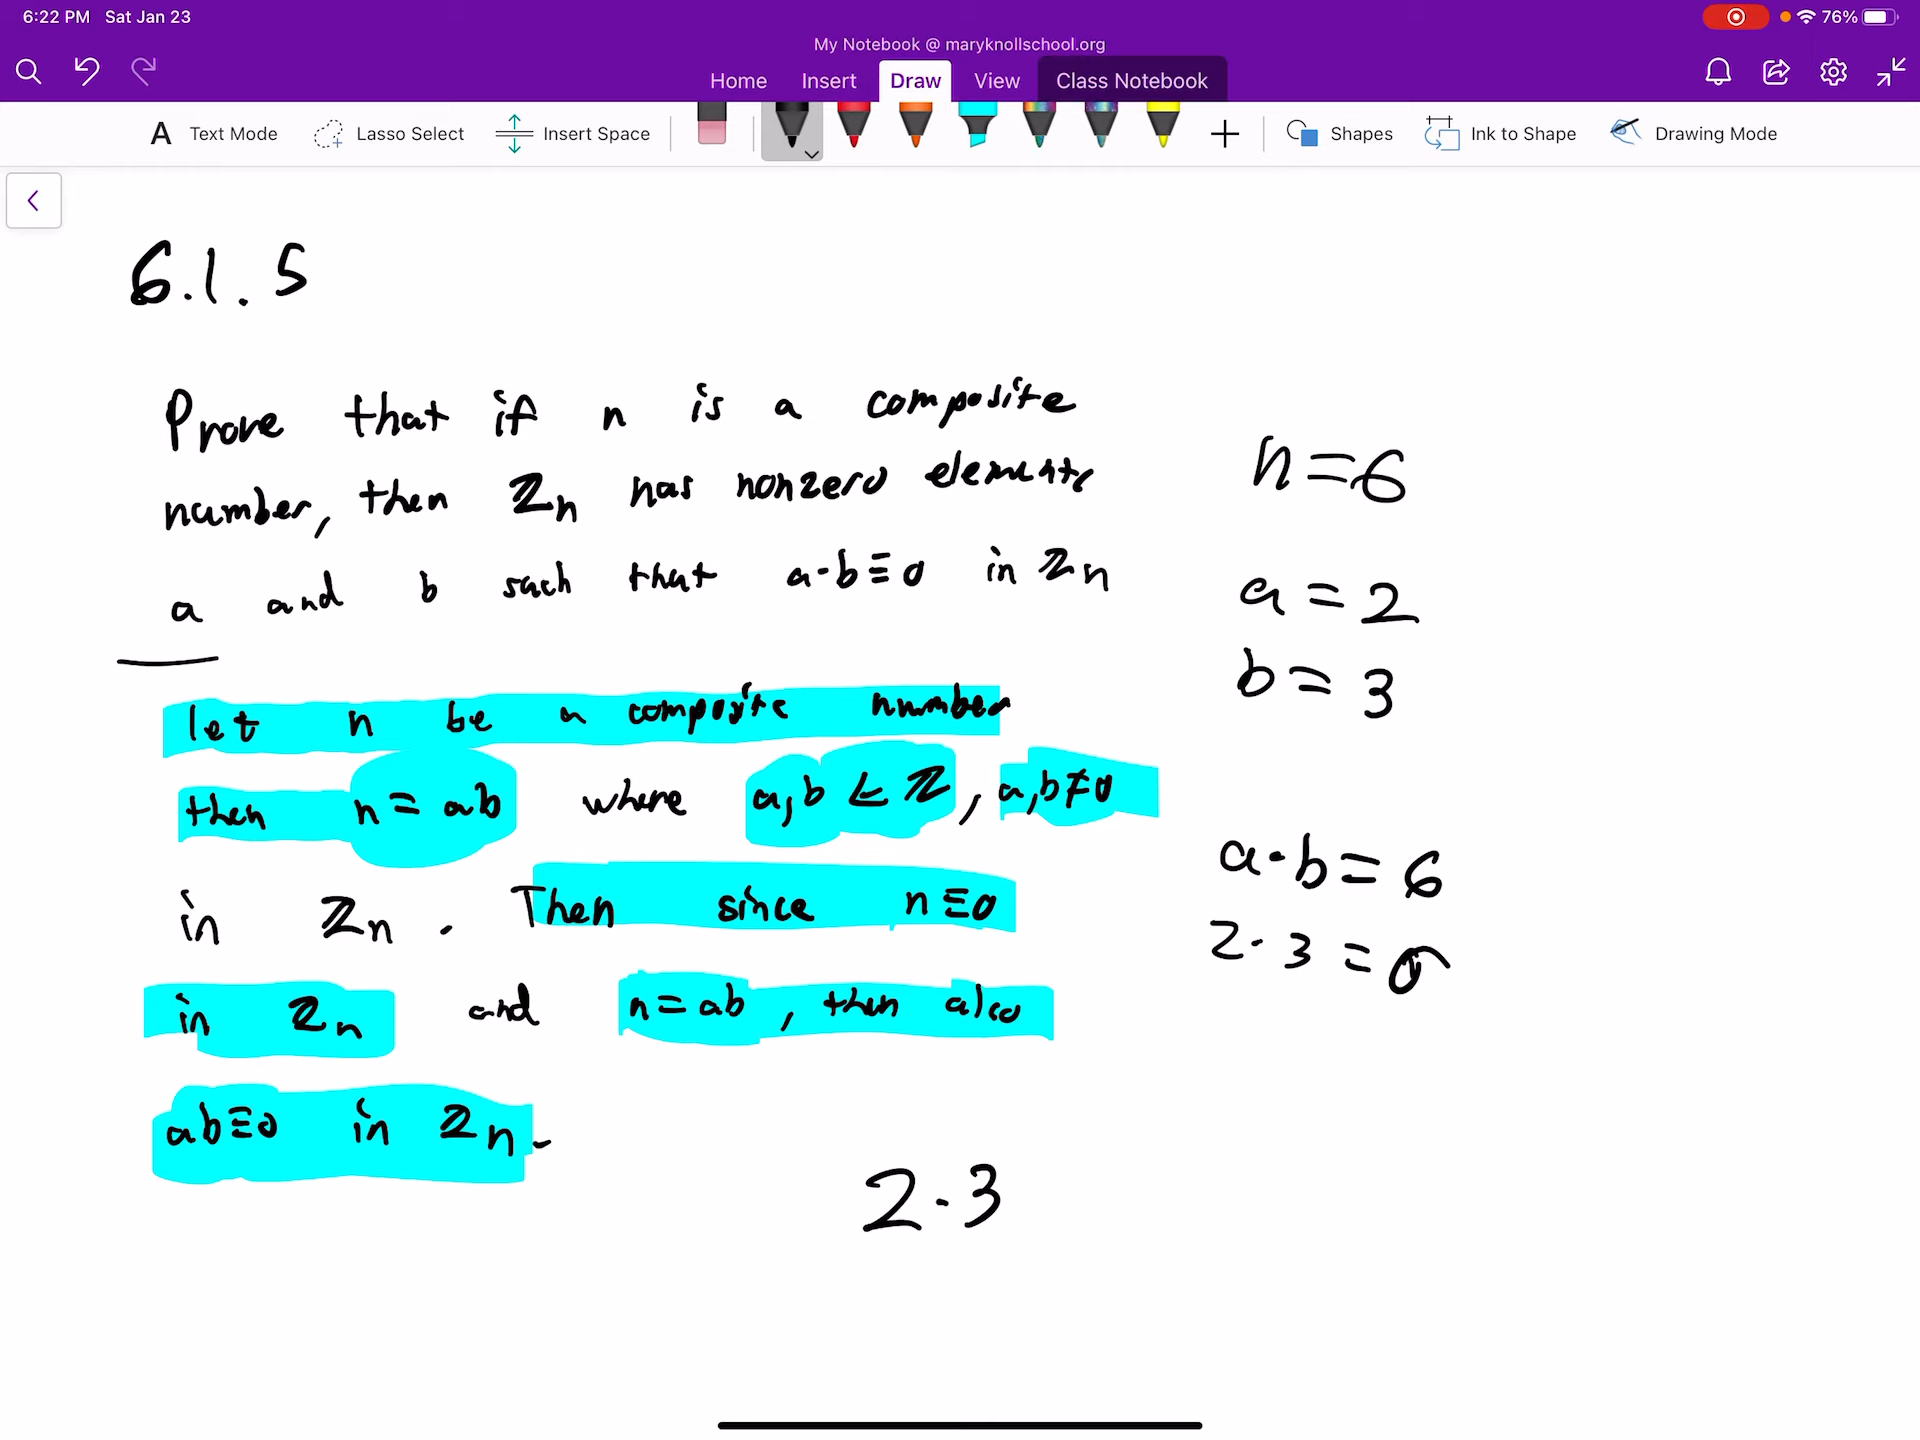 6:22 PM Sat Jan 23
76%
My Notebook @ maryknollschool.org
Home Insert Draw View Class Notebook
A Text Mode Lasso Select Insert Space Shapes Ink to Shape Drawing Mode
6.1.5
Prove that if n is a composite
number, then ℤn has nonzero elements
a and b such that a·b≡0 in ℤn
let n be a composite number
then n=ab where a,b ∈ ℤ, a,b≠0
in ℤn. Then since n≡0
in ℤn and n=ab, then also
ab≡0 in ℤn.
n=6
a=2
b=3
a·b=6
2·3=0
2·3